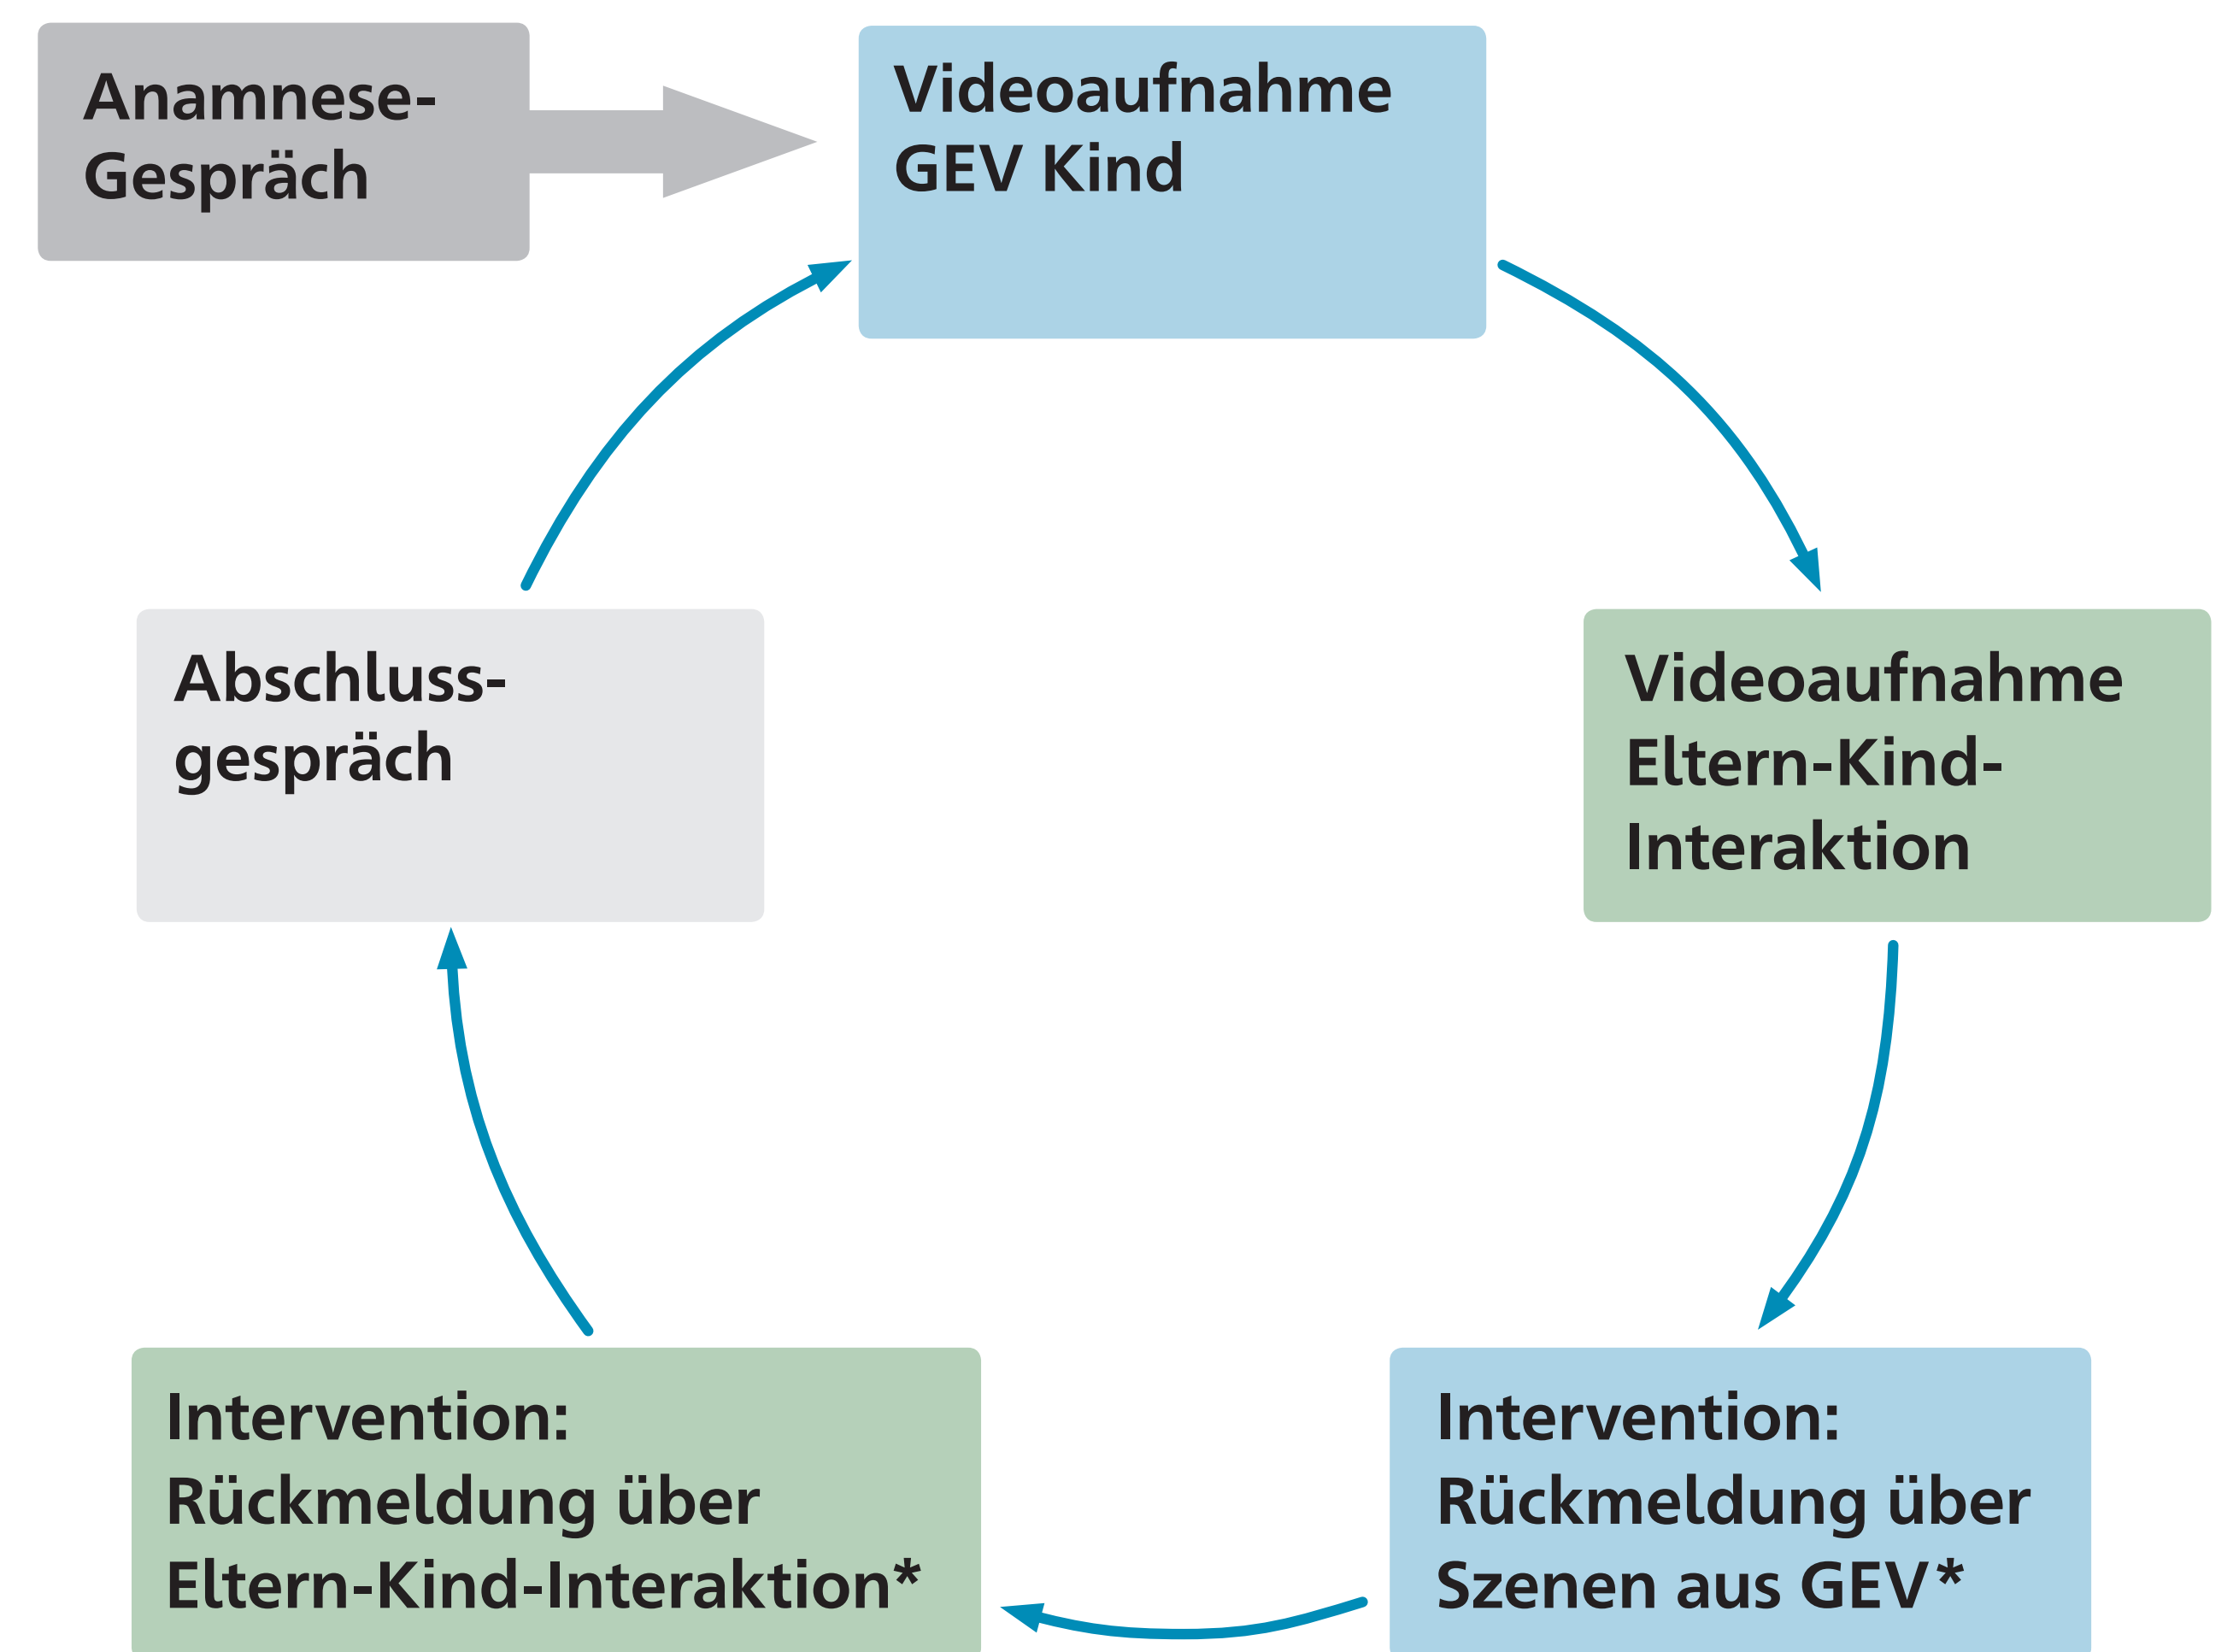 Anamnese-
Gespräch
Videoaufnahme
GEV Kind
Videoaufnahme
Eltern-Kind-
Interaktion
Intervention:
Rückmeldung über
Szenen aus GEV*
Intervention:
Rückmeldung über
Eltern-Kind-Interaktion*
Abschluss-
gespräch